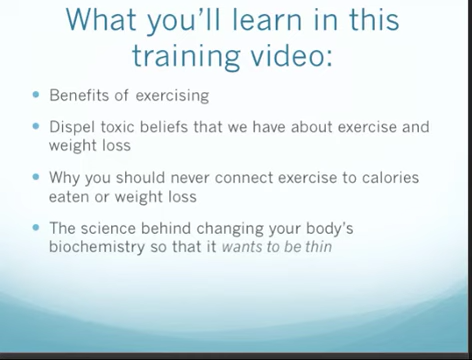 What you'll learn in this
training video:
• Benefits of exercising
• Dispel toxic beliefs that we have about exercise and
weight loss
• Why you should never connect exercise to calories
eaten or weight loss
• The science behind changing your body's
biochemistry so that it wants to be thin